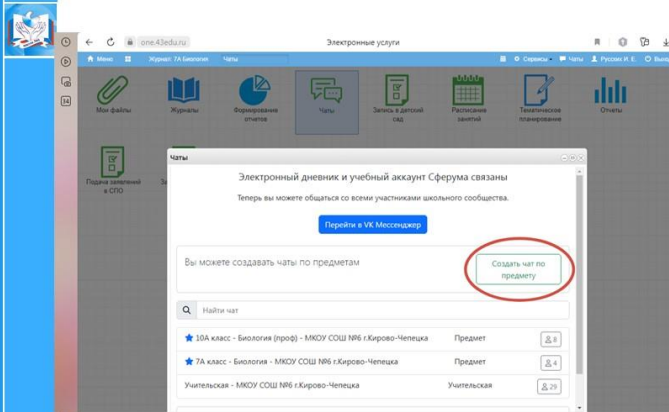 one.43edu.ru
Электронные услуги
Меню
Журнал: 7А Биология
Чаты
Сервисы
Чаты
Русских И. Е.
34
Мои файлы
Журналы
Формирование
отчетов
Чаты
Запись в детский
сад
Расписание
занятий
Тематическое
планирование
Отчеты
Подача заявлений
в СПО
Чаты
Электронный дневник и учебный аккаунт Сферума связаны
Теперь вы можете общаться со всеми участниками школьного сообщества.
Перейти в VK Мессенджер
Вы можете создавать чаты по предметам
Создать чат по
предмету
Найти чат
10А класс - Биология (проф) - МКОУ СОШ №6 г.Кирово-Чепецка Предмет 8
7А класс - Биология - МКОУ СОШ №6 г.Кирово-Чепецка Предмет 4
Учительская - МКОУ СОШ №6 г.Кирово-Чепецка Учительская 29